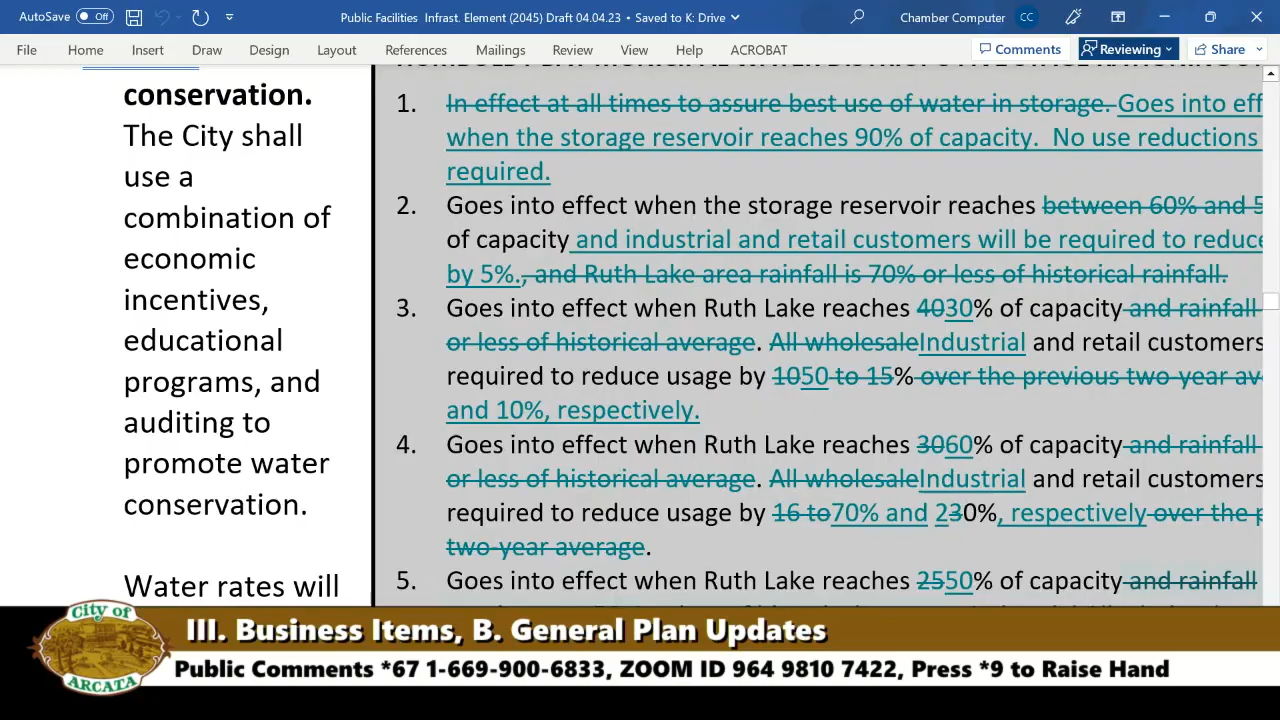 AutoSave Off Public Facilities Infrast. Element (2045) Draft 04.04.23 • Saved to K: Drive Chamber Computer CC
File Home Insert Draw Design Layout References Mailings Review View Help ACROBAT Comments Reviewing Share
conservation.
The City shall
use a
combination of
economic
incentives,
educational
programs, and
auditing to
promote water
conservation.
Water rates will
1. In effect at all times to assure best use of water in storage. Goes into eff
when the storage reservoir reaches 90% of capacity. No use reductions
required.
2. Goes into effect when the storage reservoir reaches between 60% and 5
of capacity and industrial and retail customers will be required to reduce
by 5%., and Ruth Lake area rainfall is 70% or less of historical rainfall.
3. Goes into effect when Ruth Lake reaches 4030% of capacity and rainfall
or less of historical average. All wholesaleIndustrial and retail customers
required to reduce usage by 1050 to 15% over the previous two-year av
and 10%, respectively.
4. Goes into effect when Ruth Lake reaches 3060% of capacity and rainfall
or less of historical average. All wholesaleIndustrial and retail customers
required to reduce usage by 16 to70% and 230%, respectively over the p
two-year average.
5. Goes into effect when Ruth Lake reaches 2550% of capacity and rainfall
City of
ARCATA
III. Business Items, B. General Plan Updates
Public Comments *67 1-669-900-6833, ZOOM ID 964 9810 7422, Press *9 to Raise Hand